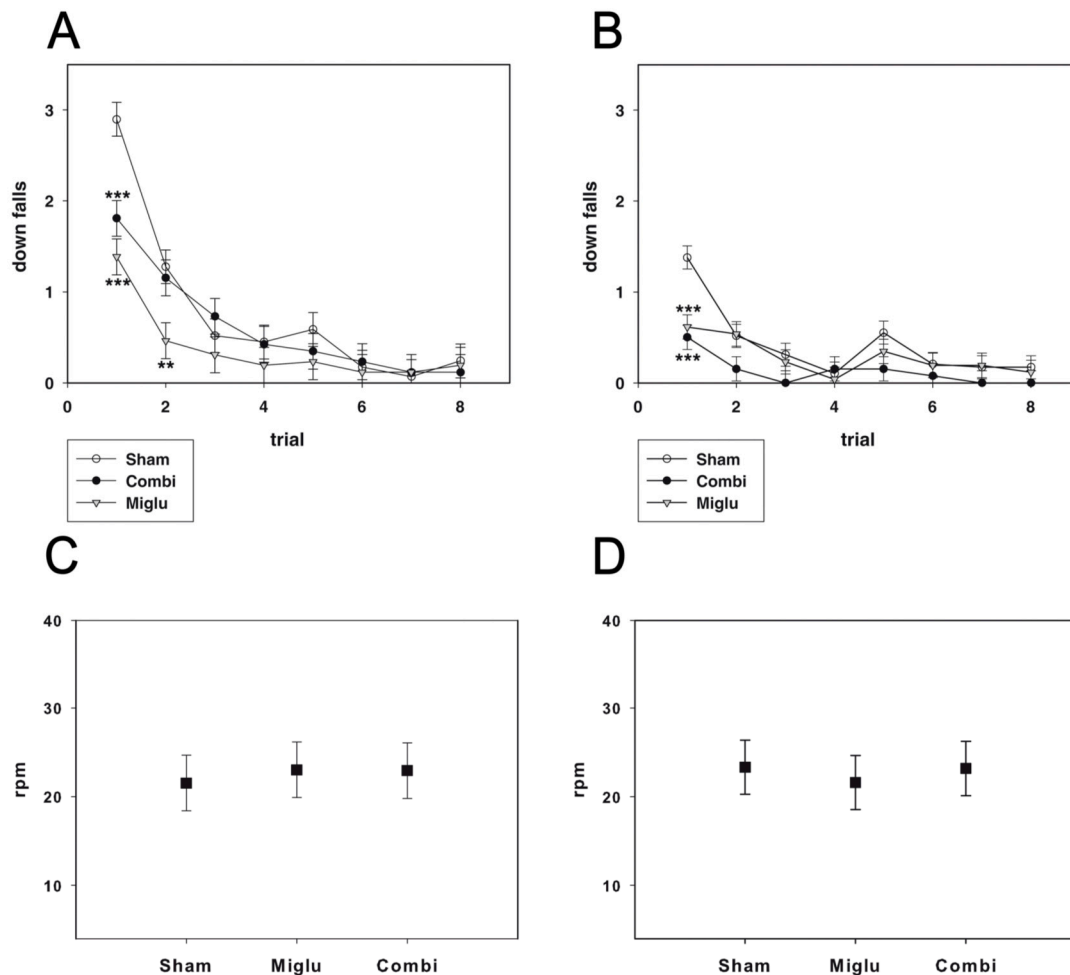 A
3
2
1
0
down falls
***
***
**
0 2 4 6 8
trial
Sham
Combi
Miglu
B
3
2
1
0
down falls
***
***
0 2 4 6 8
trial
Sham
Combi
Miglu
C
40
30
20
10
rpm
Sham Miglu Combi
D
40
30
20
10
rpm
Sham Miglu Combi